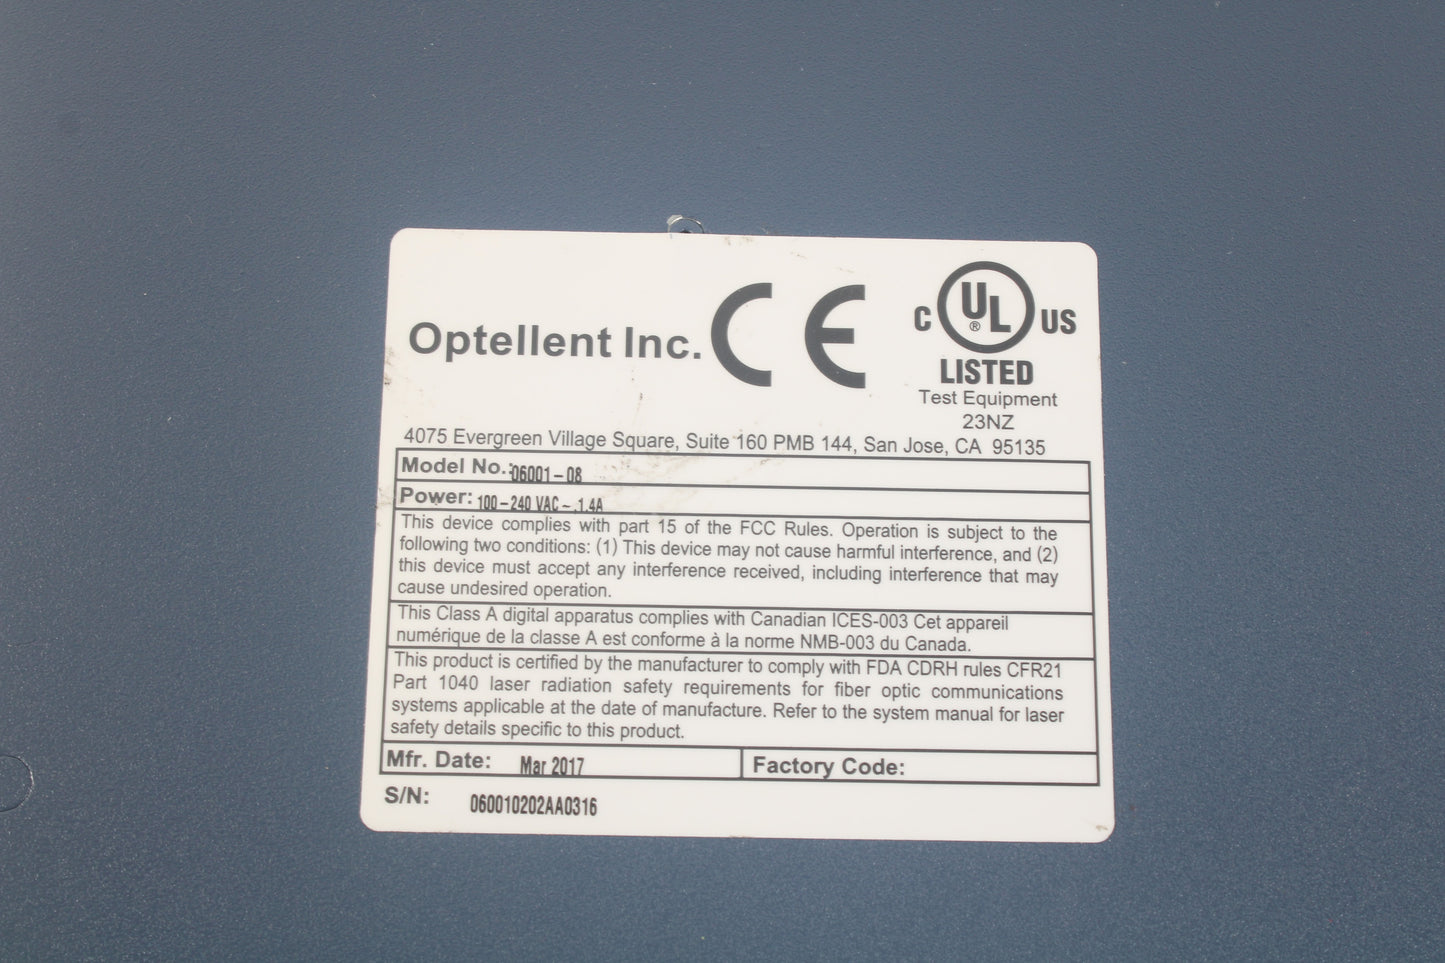 Optellent Inc. CE
C UL ® US
LISTED
Test Equipment
23NZ
4075 Evergreen Village Square, Suite 160 PMB 144, San Jose, CA 95135
Model No.: 06001-08
Power: 100-240 VAC~, 1.4A
This device complies with part 15 of the FCC Rules. Operation is subject to the
following two conditions: (1) This device may not cause harmful interference, and (2)
this device must accept any interference received, including interference that may
cause undesired operation.
This Class A digital apparatus complies with Canadian ICES-003 Cet appareil
numérique de la classe A est conforme à la norme NMB-003 du Canada.
This product is certified by the manufacturer to comply with FDA CDRH rules CFR21
Part 1040 laser radiation safety requirements for fiber optic communications
systems applicable at the date of manufacture. Refer to the system manual for laser
safety details specific to this product.
Mfr. Date: Mar 2017 Factory Code:
S/N: 060010202AA0316